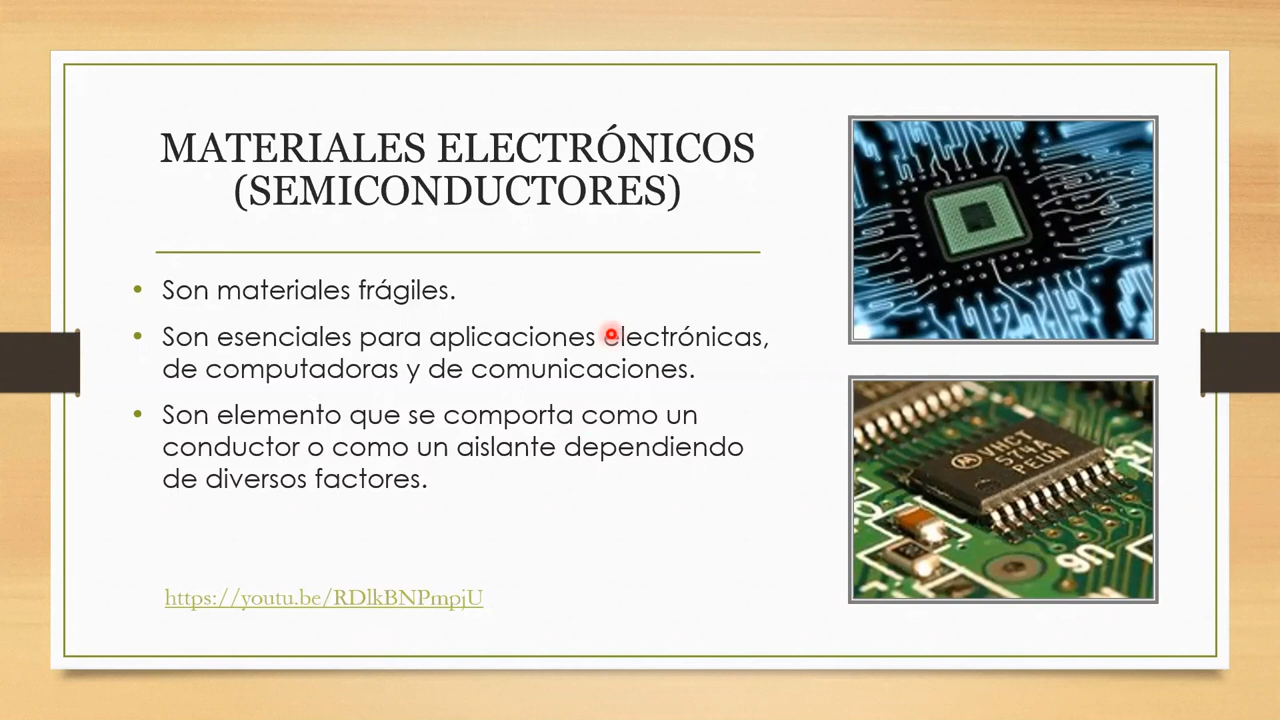 MATERIALES ELECTRÓNICOS
(SEMICONDUCTORES)
• Son materiales frágiles.
• Son esenciales para aplicaciones electrónicas,
de computadoras y de comunicaciones.
• Son elemento que se comporta como un
conductor o como un aislante dependiendo
de diversos factores.
https://youtu.be/RDlkBNPmpjU
VHCT
574A
PEUN
U6